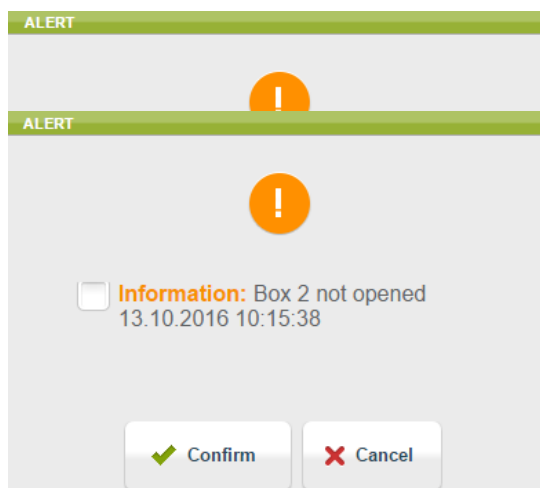 ALERT
!
ALERT
!
Information: Box 2 not opened
13.10.2016 10:15:38
Confirm Cancel